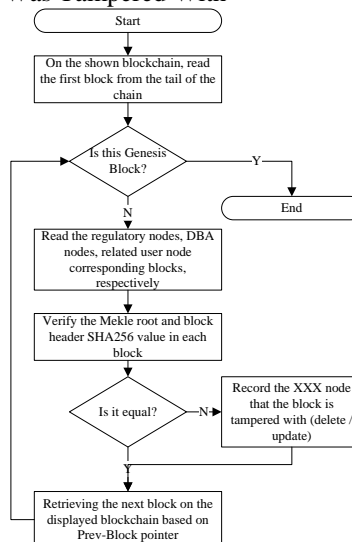 Was Tampered With
Start
On the shown blockchain, read
the first block from the tail of the
chain
Is this Genesis
Block?
Y
N
End
Read the regulatory nodes, DBA
nodes, related user node
corresponding blocks,
respectively
Verify the Mekle root and block
header SHA256 value in each
block
Is it equal?
N
Record the XXX node
that the block is
tampered with (delete /
update)
Y
Retrieving the next block on the
displayed blockchain based on
Prev-Block pointer